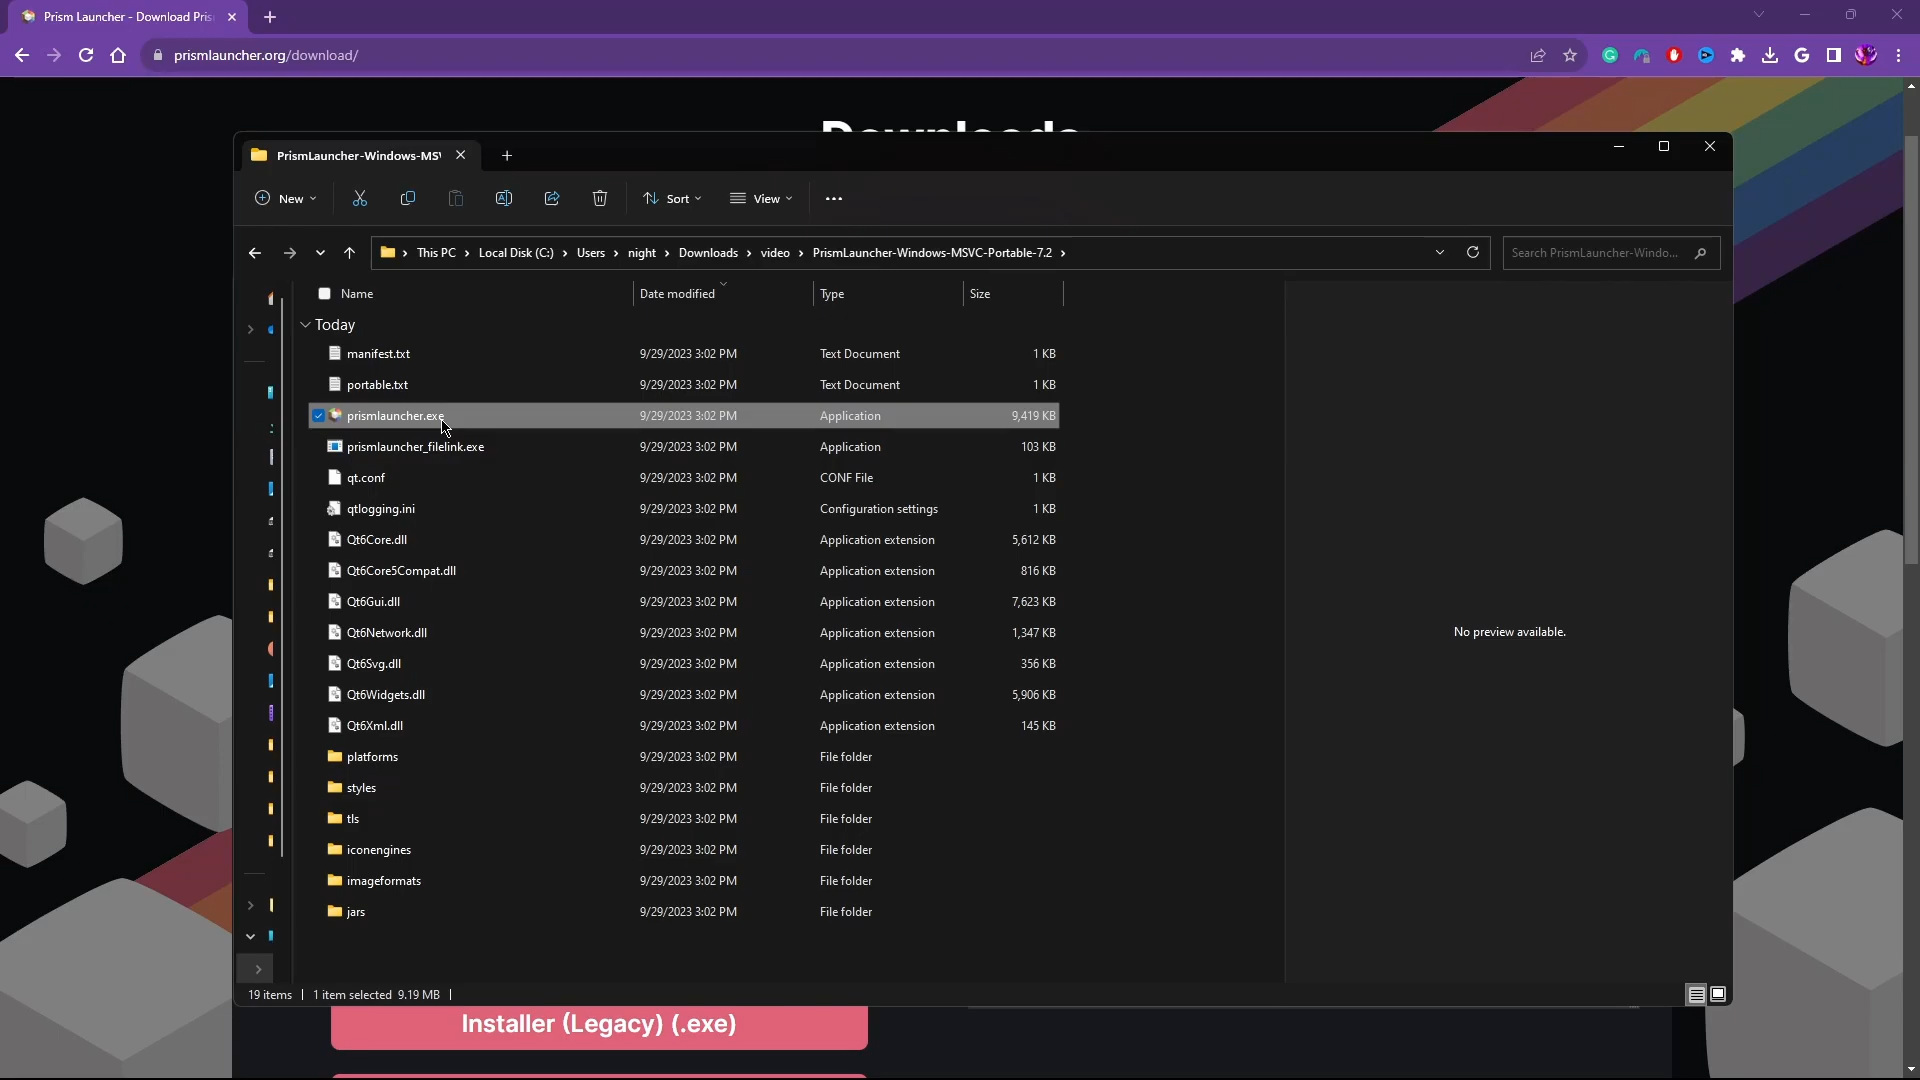 Prism Launcher - Download Pris
prismlauncher.org/download/
Downloads
PrismLauncher-Windows-MSV
New
Sort
View
This PC > Local Disk (C:) > Users > night > Downloads > video > PrismLauncher-Windows-MSVC-Portable-7.2 >
Search PrismLauncher-Windo...
Name Date modified Type Size
Today
manifest.txt 9/29/2023 3:02 PM Text Document 1 KB
portable.txt 9/29/2023 3:02 PM Text Document 1 KB
prismlauncher.exe 9/29/2023 3:02 PM Application 9,419 KB
prismlauncher_filelink.exe 9/29/2023 3:02 PM Application 103 KB
qt.conf 9/29/2023 3:02 PM CONF File 1 KB
qtlogging.ini 9/29/2023 3:02 PM Configuration settings 1 KB
Qt6Core.dll 9/29/2023 3:02 PM Application extension 5,612 KB
Qt6Core5Compat.dll 9/29/2023 3:02 PM Application extension 816 KB
Qt6Gui.dll 9/29/2023 3:02 PM Application extension 7,623 KB
Qt6Network.dll 9/29/2023 3:02 PM Application extension 1,347 KB
Qt6Svg.dll 9/29/2023 3:02 PM Application extension 356 KB
Qt6Widgets.dll 9/29/2023 3:02 PM Application extension 5,906 KB
Qt6Xml.dll 9/29/2023 3:02 PM Application extension 145 KB
platforms 9/29/2023 3:02 PM File folder
styles 9/29/2023 3:02 PM File folder
tls 9/29/2023 3:02 PM File folder
iconengines 9/29/2023 3:02 PM File folder
imageformats 9/29/2023 3:02 PM File folder
jars 9/29/2023 3:02 PM File folder
No preview available.
19 items | 1 item selected 9.19 MB |
Installer (Legacy) (.exe)